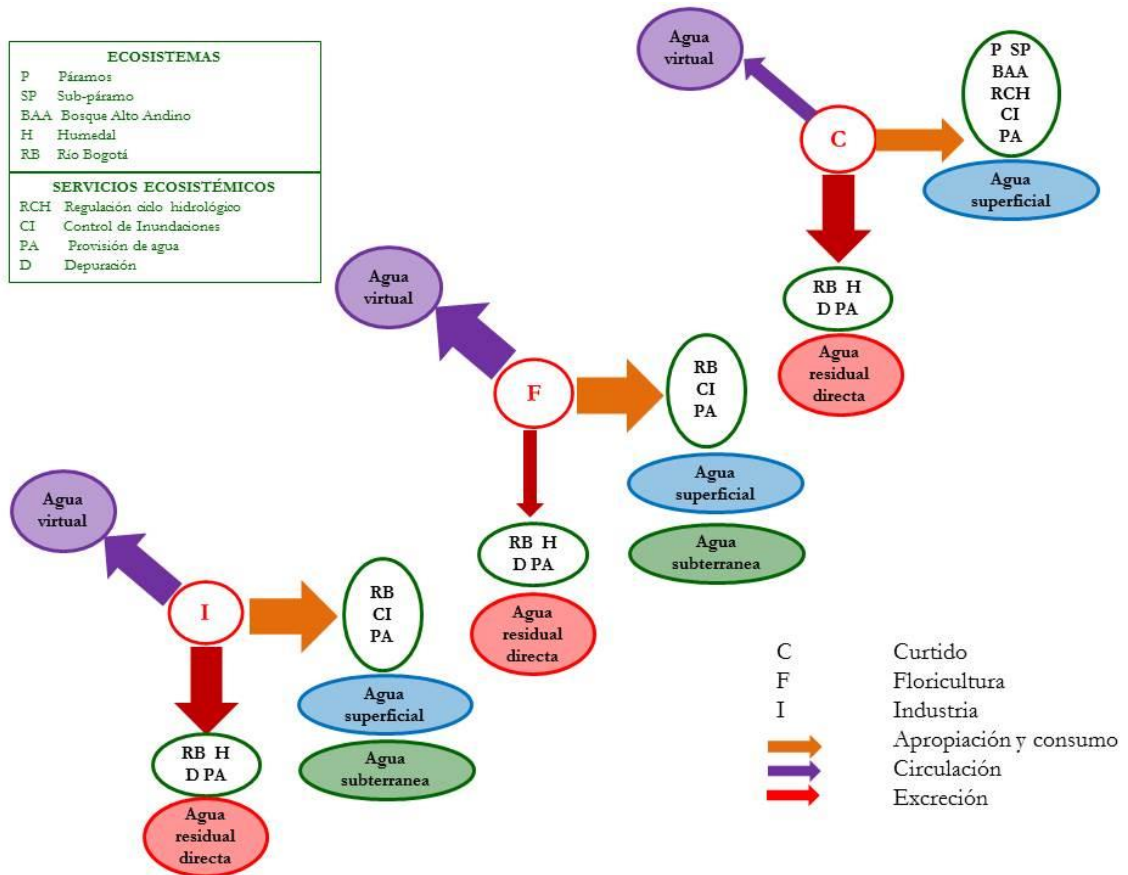 ECOSISTEMAS
P Páramos
SP Sub-páramo
BAA Bosque Alto Andino
H Humedal
RB Río Bogotá
SERVICIOS ECOSISTÉMICOS
RCH Regulación ciclo hidrológico
CI Control de Inundaciones
PA Provisión de agua
D Depuración
Agua
virtual
C
P SP
BAA
RCH
CI
PA
Agua
superficial
RB H
D PA
Agua
residual
directa
Agua
virtual
F
RB
CI
PA
Agua
superficial
Agua
subterranea
RB H
D PA
Agua
residual
directa
Agua
virtual
I
RB
CI
PA
Agua
superficial
Agua
subterranea
RB H
D PA
Agua
residual
directa
C Curtido
F Floricultura
I Industria
Apropiación y consumo
Circulación
Excreción